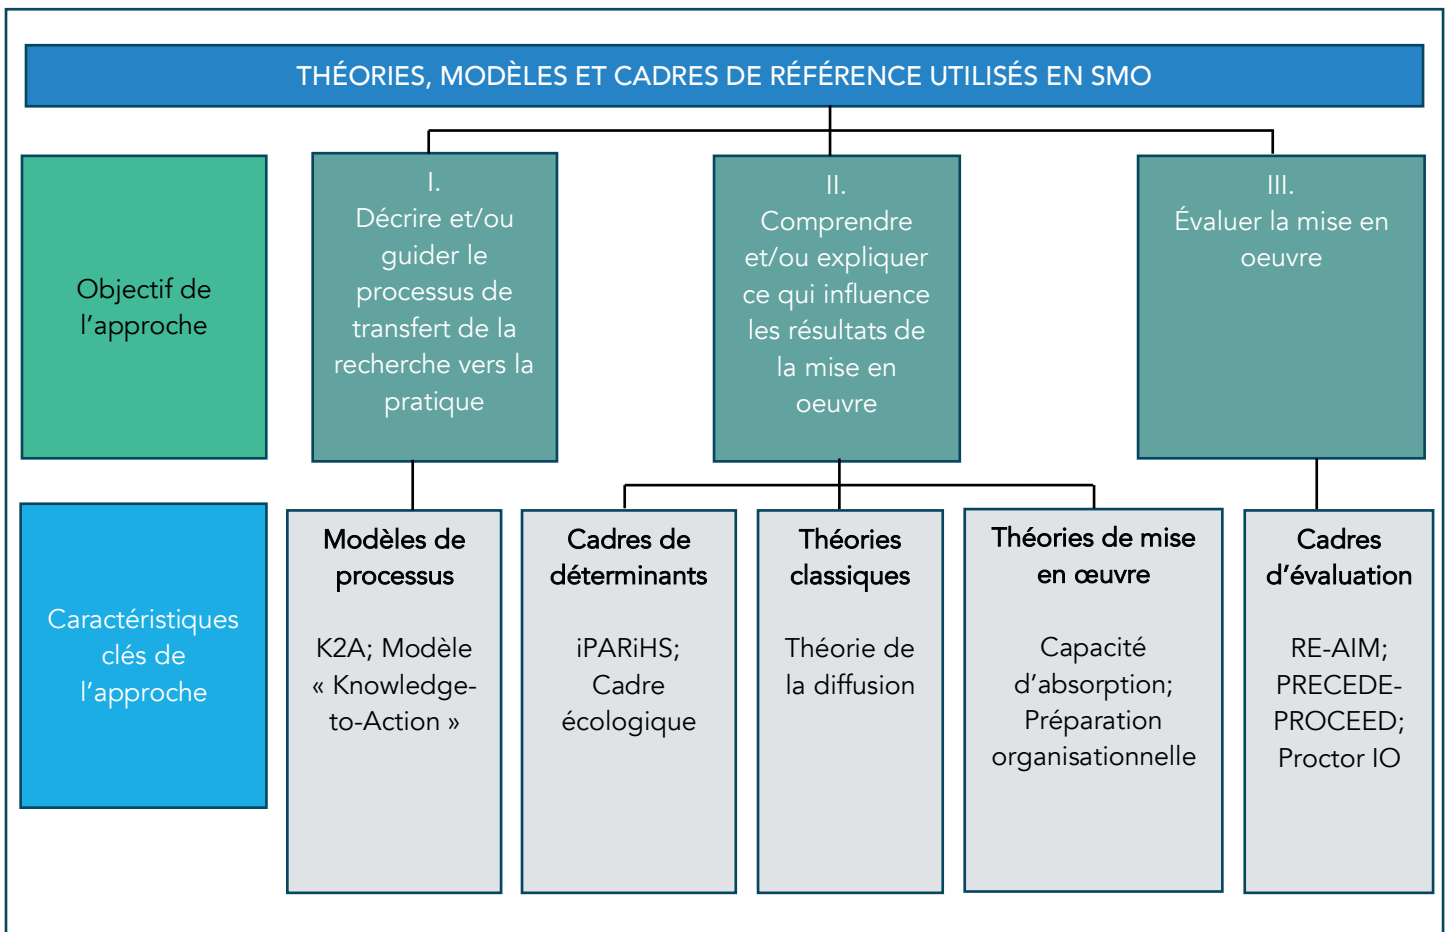 THÉORIES, MODÈLES ET CADRES DE RÉFÉRENCE UTILISÉS EN SMO
Objectif de
l'approche
I.
Décrire et/ou
guider le
processus de
transfert de la
recherche vers la
pratique
II.
Comprendre
et/ou expliquer
ce qui influence
les résultats de
la mise en
oeuvre
III.
Évaluer la mise en
oeuvre
Caractéristiques
clés de
l'approche
Modèles de
processus
K2A; Modèle
« Knowledge-
to-Action »
Cadres de
déterminants
iPARiHS;
Cadre
écologique
Théories
classiques
Théorie de
la diffusion
Théories de mise
en œuvre
Capacité
d'absorption;
Préparation
organisationnelle
Cadres
d'évaluation
RE-AIM;
PRECEDE-
PROCEED;
Proctor IO